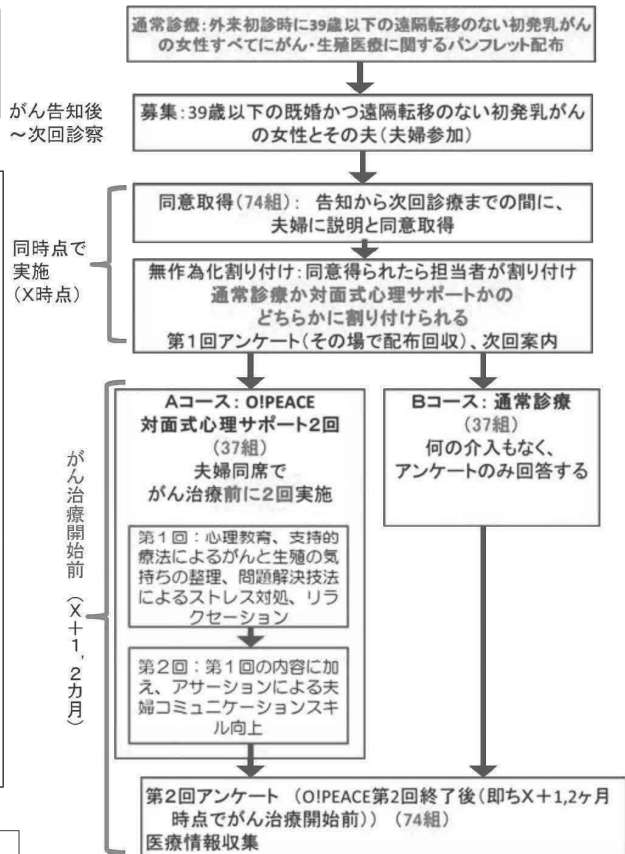 通常診療：外来初診時に39歳以下の遠隔転移のない初発乳がん
の女性すべてにがん・生殖医療に関するパンフレット配布
がん告知後
～次回診察
募集：39歳以下の既婚かつ遠隔転移のない初発乳がん
の女性とその夫（夫婦参加）
同意取得（74組）： 告知から次回診療までの間に、
夫婦に説明と同意取得
同時点で
実施
（X時点）
無作為化割り付け：同意得られたら担当者が割り付け
通常診療か対面式心理サポートかの
どちらかに割り付けられる
第1回アンケート（その場で配布回収）、次回案内
がん治療開始前（X＋1,2カ月）
Aコース：O!PEACE
対面式心理サポート2回
（37組）
夫婦同席で
がん治療前に2回実施
第1回：心理教育、支持的
療法によるがんと生殖の気
持ちの整理、問題解決技法
によるストレス対処、リラ
クセーション
第2回：第1回の内容に加
え、アサーションによる夫
婦コミュニケーションスキ
ル向上
Bコース：通常診療
（37組）
何の介入もなく、
アンケートのみ回答する
第2回アンケート （O!PEACE第2回終了後（即ちX＋1,2ヶ月
時点でがん治療開始前）） （74組）
医療情報収集